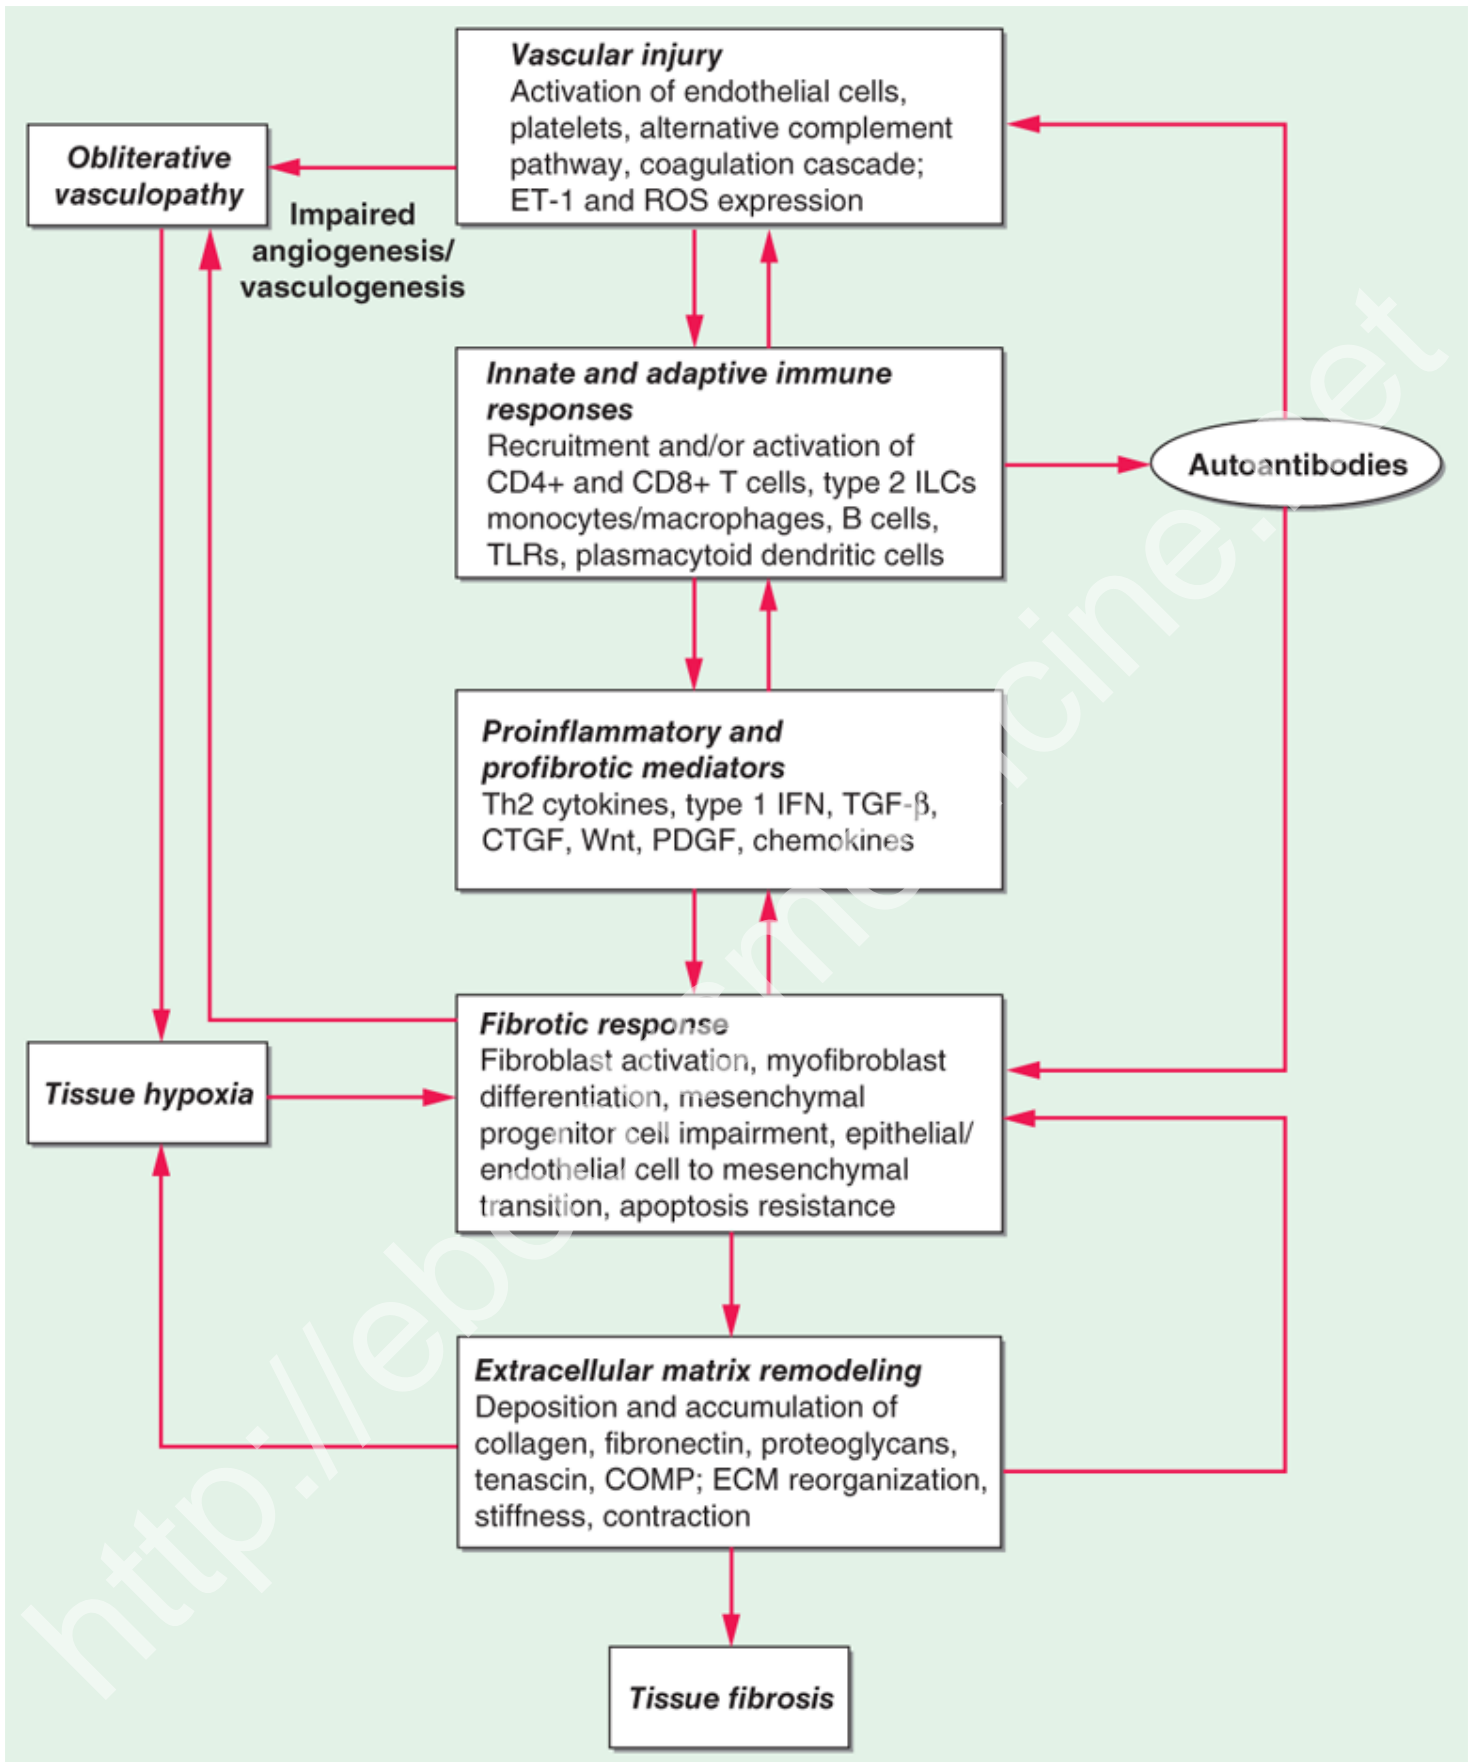 Vascular injury
Activation of endothelial cells,
platelets, alternative complement
pathway, coagulation cascade;
ET-1 and ROS expression
Obliterative
vasculopathy
Impaired
angiogenesis/
vasculogenesis
Innate and adaptive immune
responses
Recruitment and/or activation of
CD4+ and CD8+ T cells, type 2 ILCs
monocytes/macrophages, B cells,
TLRs, plasmacytoid dendritic cells
Autoantibodies
Proinflammatory and
profibrotic mediators
Th2 cytokines, type 1 IFN, TGF-β,
CTGF, Wnt, PDGF, chemokines
Fibrotic response
Fibroblast activation, myofibroblast
differentiation, mesenchymal
progenitor cell impairment, epithelial/
endothelial cell to mesenchymal
transition, apoptosis resistance
Tissue hypoxia
Extracellular matrix remodeling
Deposition and accumulation of
collagen, fibronectin, proteoglycans,
tenascin, COMP; ECM reorganization,
stiffness, contraction
Tissue fibrosis